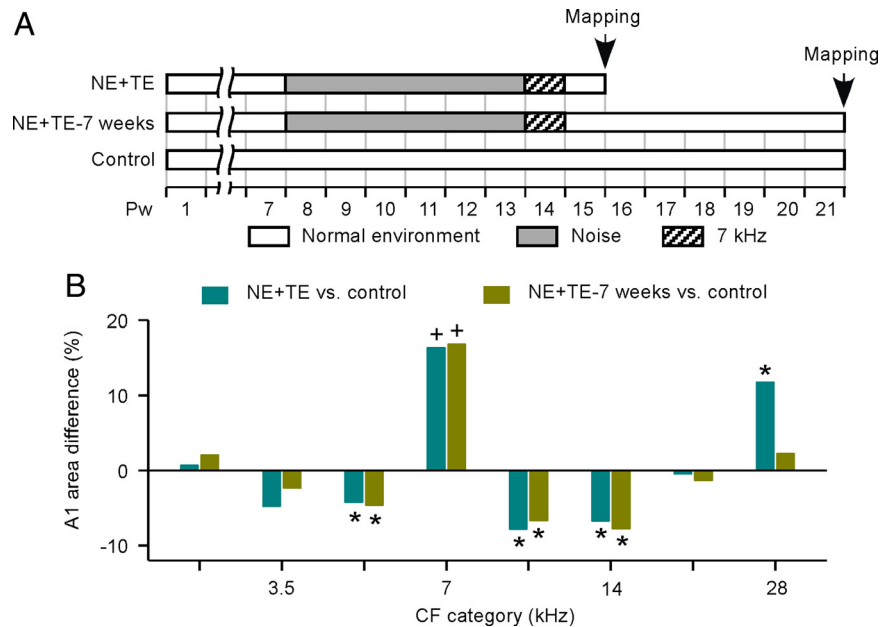 A
Mapping
Mapping
NE+TE
NE+TE-7 weeks
Control
Pw 1 7 8 9 10 11 12 13 14 15 16 17 18 19 20 21
Normal environment Noise 7 kHz
B
NE+TE vs. control NE+TE-7 weeks vs. control
A1 area difference (%)
20
10
0
-10
+ +
*
* *
* *
* *
3.5 7 14 28
CF category (kHz)